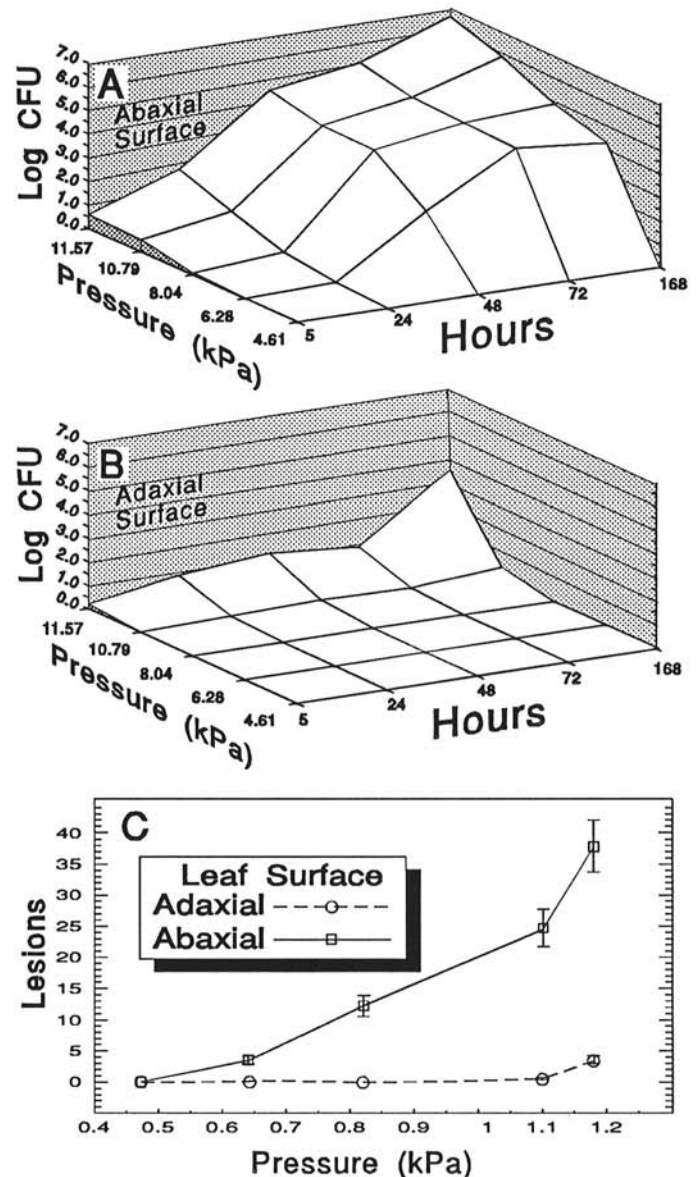 A
Abaxial
Surface
Log CFU
7.0
6.0
5.0
4.0
3.0
2.0
1.0
0.0
11.57
10.79
8.04
6.28
4.61
Pressure (kPa)
5
24
48
72
168
Hours
B
Adaxial
Surface
Log CFU
7.0
6.0
5.0
4.0
3.0
2.0
1.0
0.0
11.57
10.79
8.04
6.28
4.61
Pressure (kPa)
5
24
48
72
168
Hours
C
Leaf Surface
Adaxial
Abaxial
Lesions
40
35
30
25
20
15
10
5
0
0.4 0.5 0.6 0.7 0.8 0.9 1 1.1 1.2
Pressure (kPa)